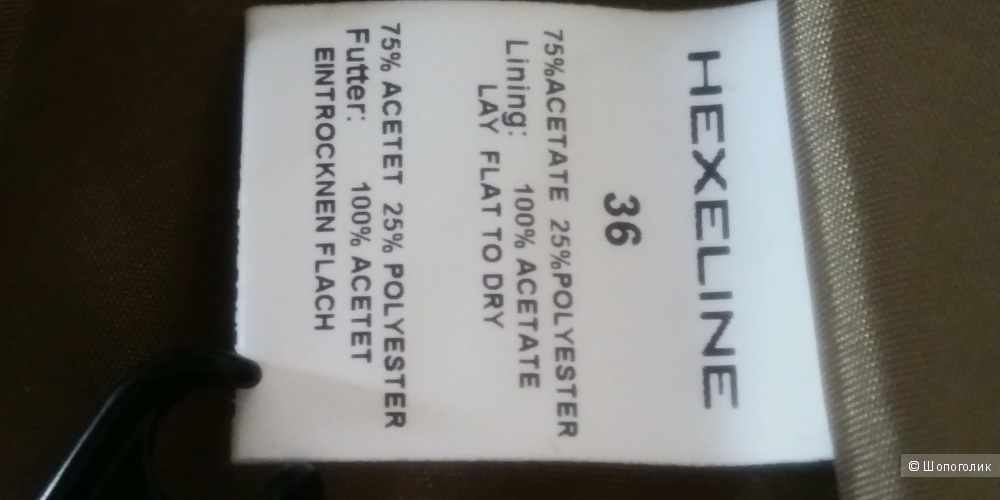 HEXELINE
36
75%ACETATE 25%POLYESTER
Lining: 100% ACETATE
LAY FLAT TO DRY
75% ACETET 25% POLYESTER
Futter: 100% ACETET
EINTROCKNEN FLACH
© Шопоголик